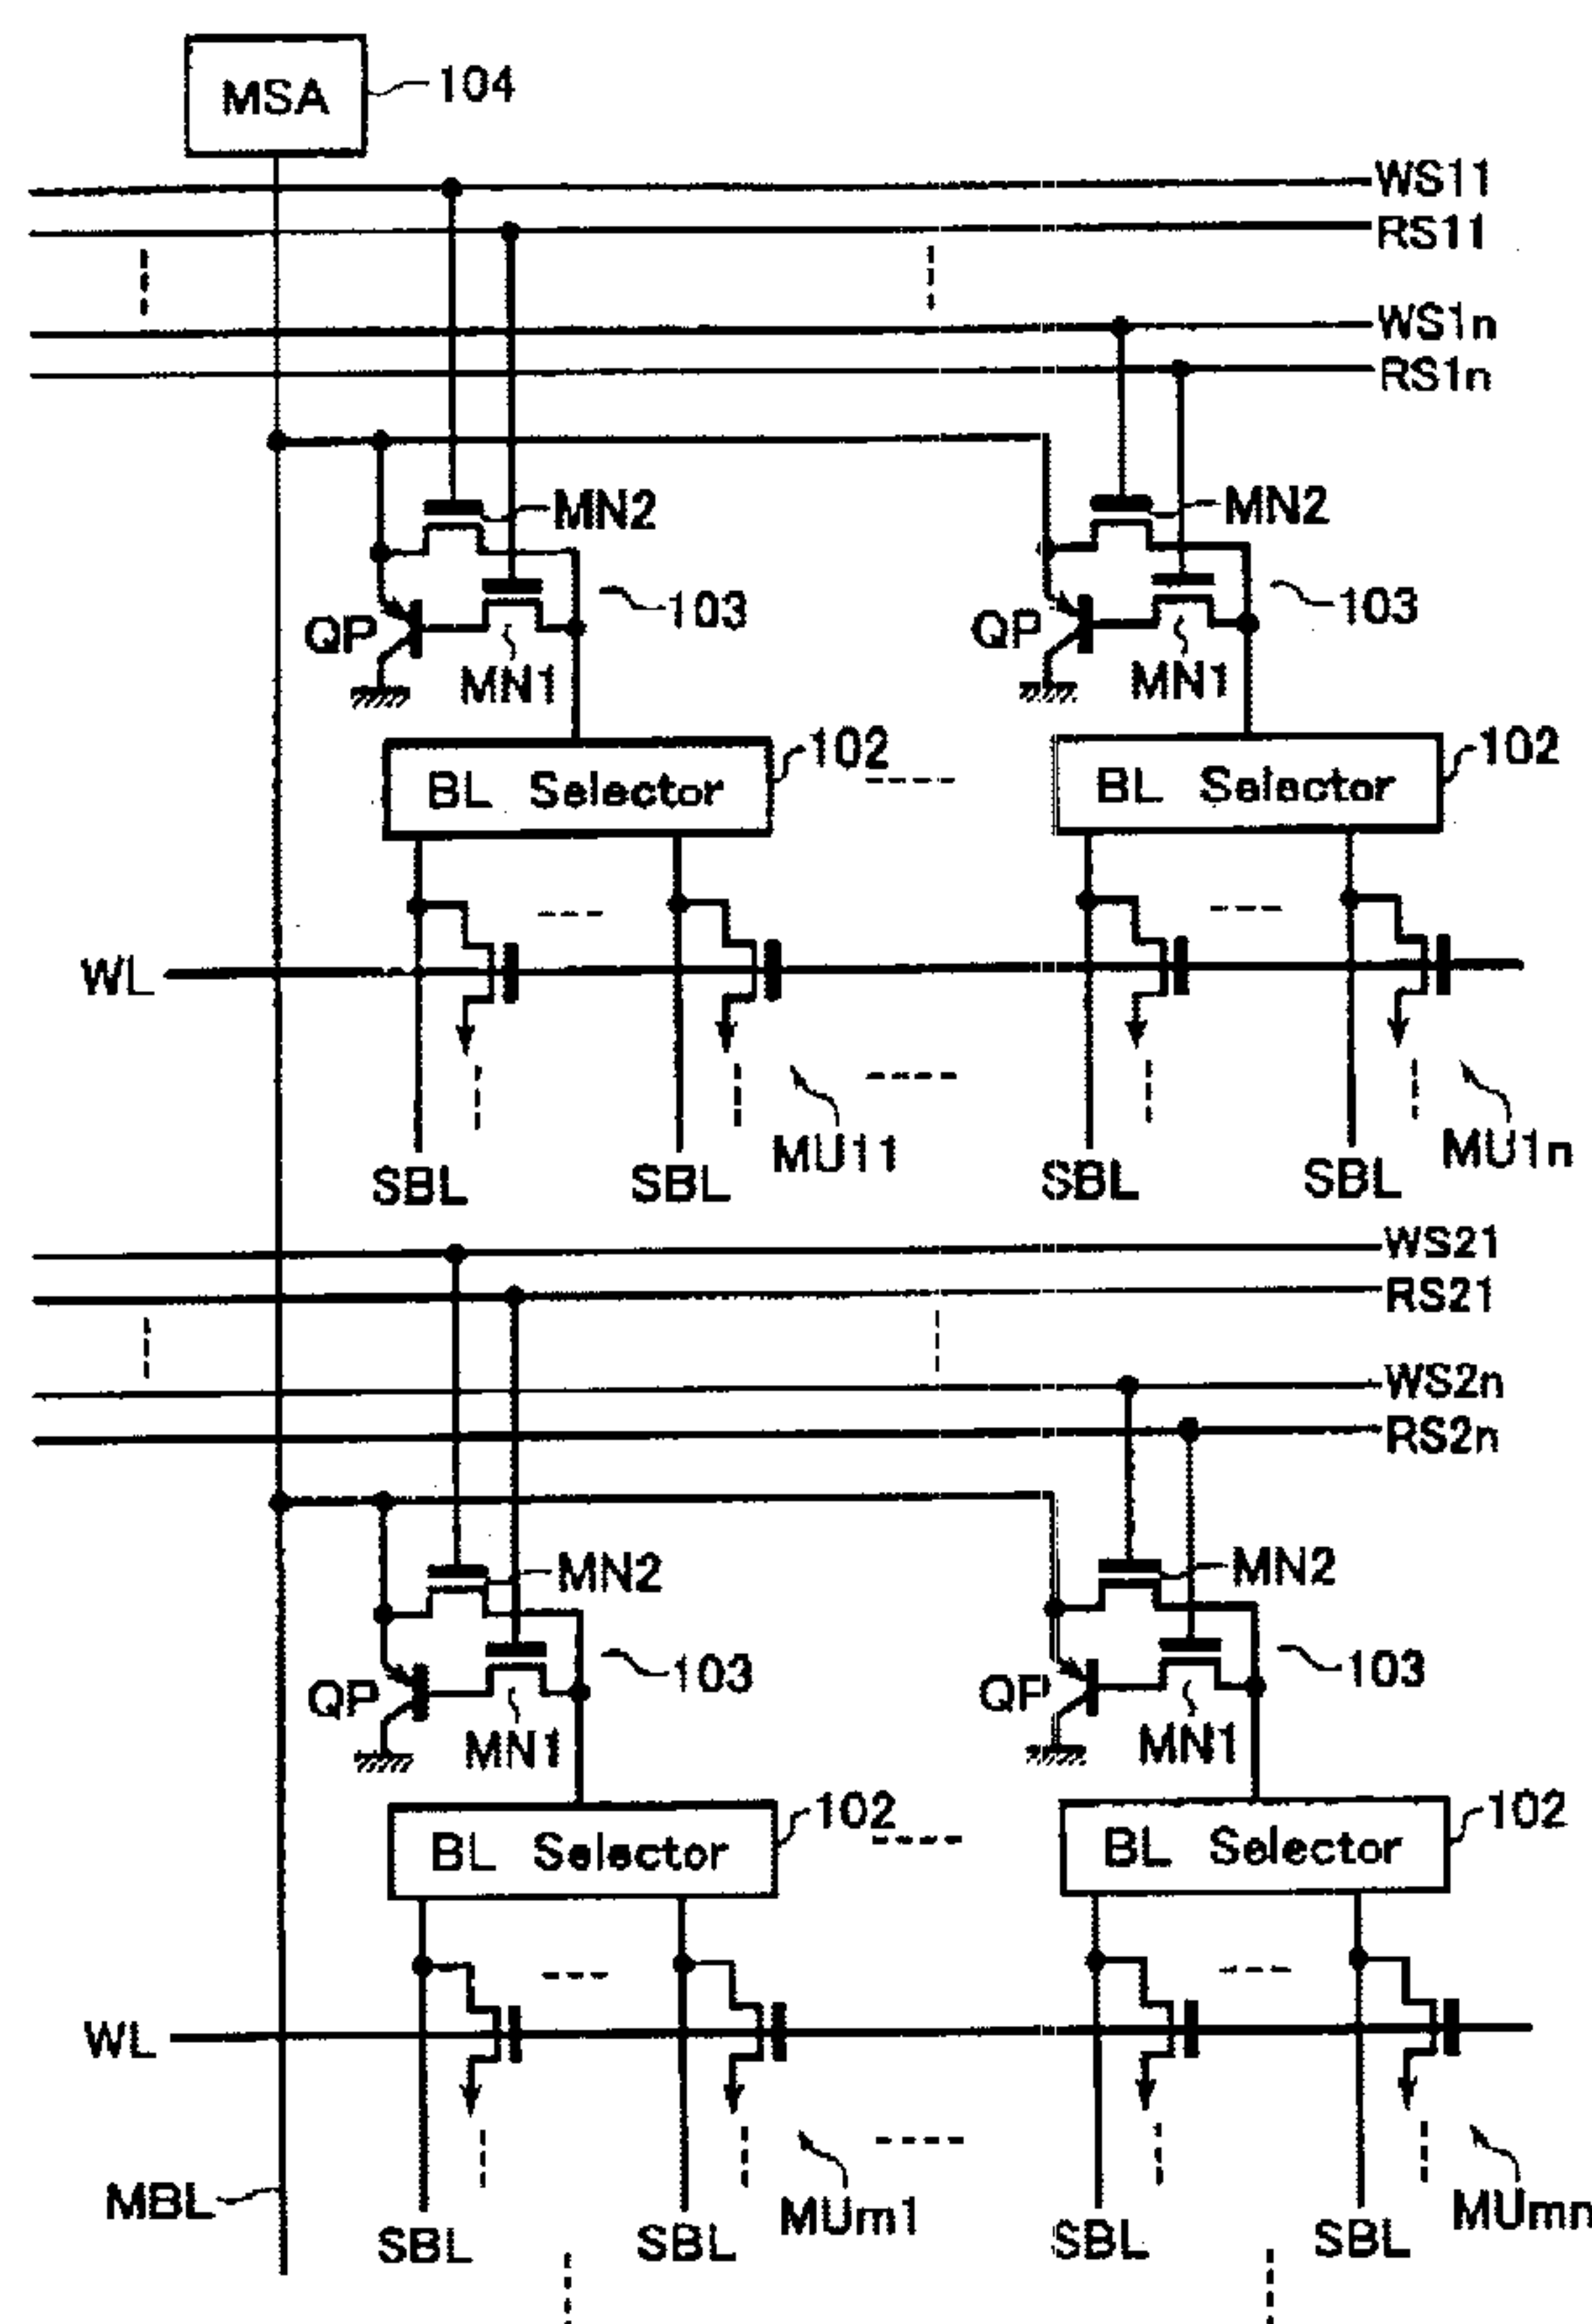 MSA
104
WS11
RS11
WS1n
RS1n
MN2
MN2
103
103
QP
QP
MN1
MN1
102
102
BL Selector
BL Selector
WL
MU11
MU1n
SBL
SBL
SBL
SBL
WS21
RS21
WS2n
RS2n
MN2
MN2
103
103
QP
QP
MN1
MN1
102
102
BL Selector
BL Selector
WL
MBL
MUm1
MUmn
SBL
SBL
SBL
SBL